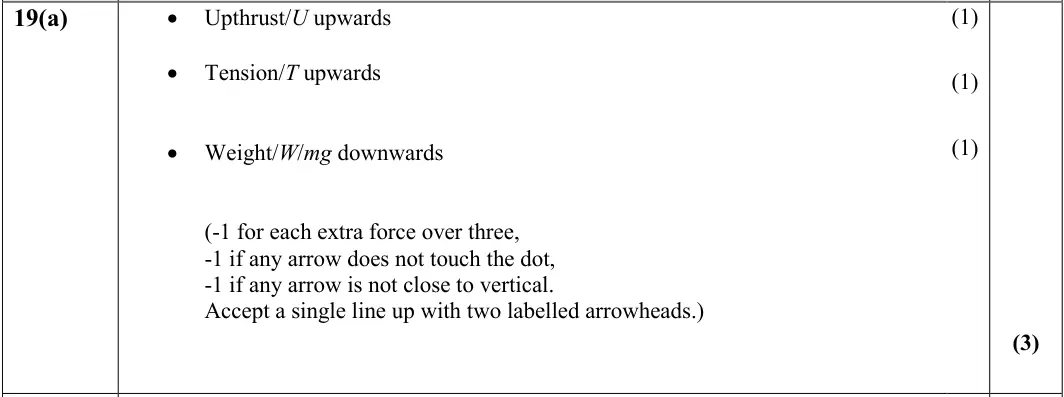 19(a)
• Upthrust/U upwards (1)
• Tension/T upwards (1)
• Weight/W/mg downwards (1)
(-1 for each extra force over three,
-1 if any arrow does not touch the dot,
-1 if any arrow is not close to vertical.
Accept a single line up with two labelled arrowheads.)
(3)